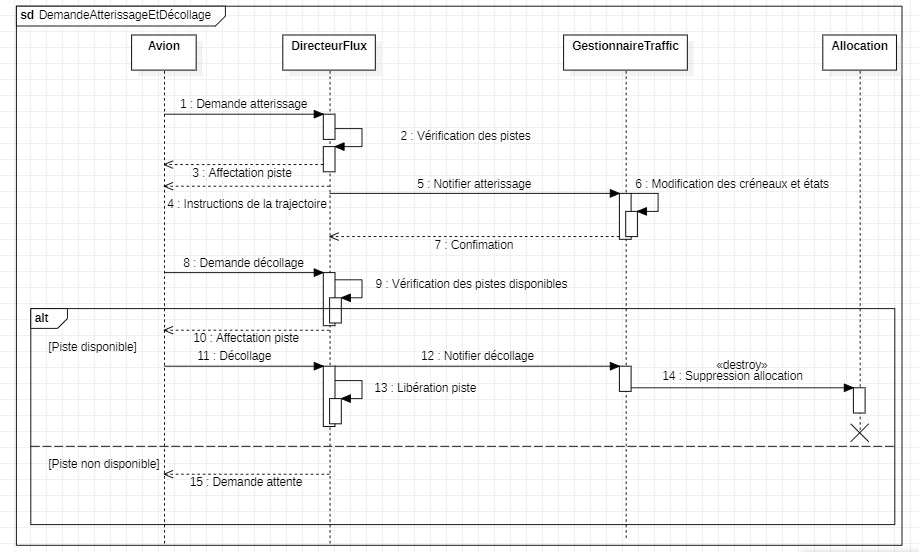 sd DemandeAtterissageEtDécollage
Avion
DirecteurFlux
GestionnaireTraffic
Allocation
1 : Demande atterissage
2 : Vérification des pistes
3 : Affectation piste
5 : Notifier atterissage
6 : Modification des créneaux et états
4 : Instructions de la trajectoire
7 : Confimation
8 : Demande décollage
9 : Vérification des pistes disponibles
alt
10 : Affectation piste
[Piste disponible]
11 : Décollage
12 : Notifier décollage
«destroy»
14 : Suppression allocation
13 : Libération piste
[Piste non disponible]
15 : Demande attente